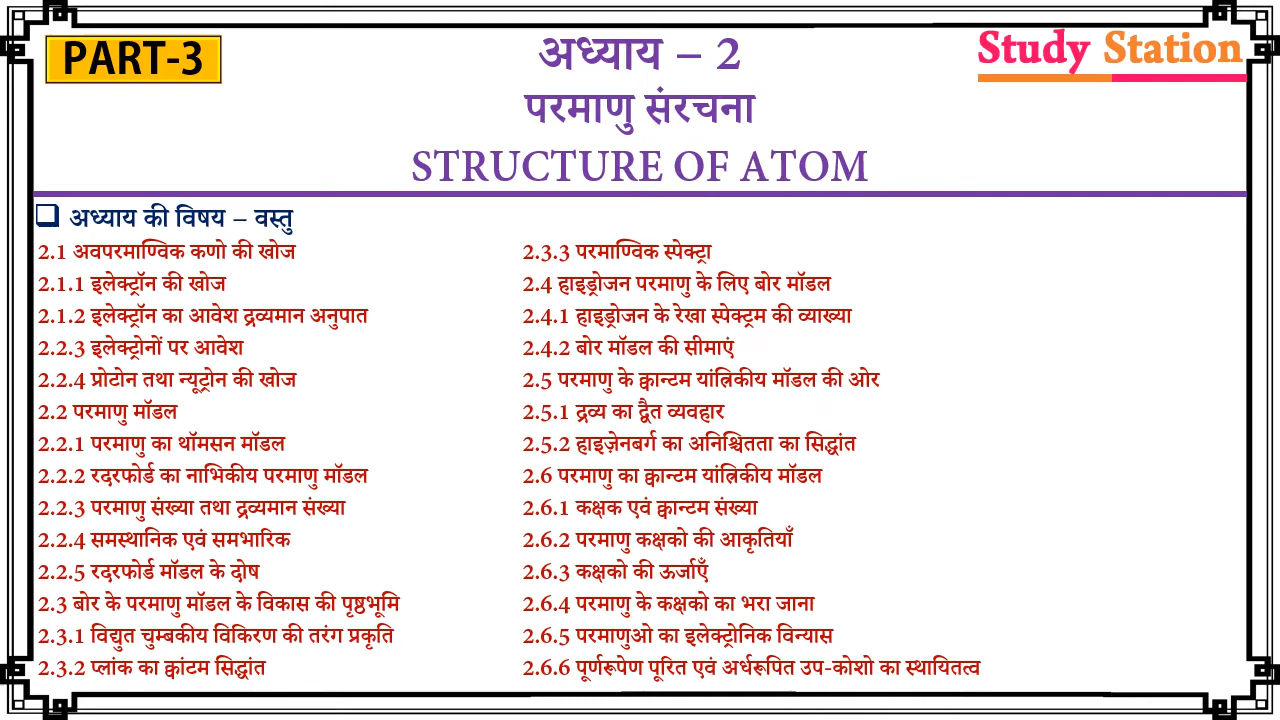 PART-3
अध्याय – 2
Study Station
परमाणु संरचना
STRUCTURE OF ATOM
❑ अध्याय की विषय – वस्तु
2.1 अवपरमाण्विक कणो की खोज
2.1.1 इलेक्ट्रॉन की खोज
2.1.2 इलेक्ट्रॉन का आवेश द्रव्यमान अनुपात
2.2.3 इलेक्ट्रोनों पर आवेश
2.2.4 प्रोटोन तथा न्यूट्रोन की खोज
2.2 परमाणु मॉडल
2.2.1 परमाणु का थॉमसन मॉडल
2.2.2 रदरफोर्ड का नाभिकीय परमाणु मॉडल
2.2.3 परमाणु संख्या तथा द्रव्यमान संख्या
2.2.4 समस्थानिक एवं समभारिक
2.2.5 रदरफोर्ड मॉडल के दोष
2.3 बोर के परमाणु मॉडल के विकास की पृष्ठभूमि
2.3.1 विद्युत चुम्बकीय विकिरण की तरंग प्रकृति
2.3.2 प्लांक का क्वांटम सिद्धांत
2.3.3 परमाण्विक स्पेक्ट्रा
2.4 हाइड्रोजन परमाणु के लिए बोर मॉडल
2.4.1 हाइड्रोजन के रेखा स्पेक्ट्रम की व्याख्या
2.4.2 बोर मॉडल की सीमाएं
2.5 परमाणु के क्वान्टम यांत्रिकीय मॉडल की ओर
2.5.1 द्रव्य का द्वैत व्यवहार
2.5.2 हाइज़ेनबर्ग का अनिश्चितता का सिद्धांत
2.6 परमाणु का क्वान्टम यांत्रिकीय मॉडल
2.6.1 कक्षक एवं क्वान्टम संख्या
2.6.2 परमाणु कक्षको की आकृतियाँ
2.6.3 कक्षको की ऊर्जाएँ
2.6.4 परमाणु के कक्षको का भरा जाना
2.6.5 परमाणुओ का इलेक्ट्रोनिक विन्यास
2.6.6 पूर्णरूपेण पूरित एवं अर्धरूपित उप-कोशो का स्थायितत्व